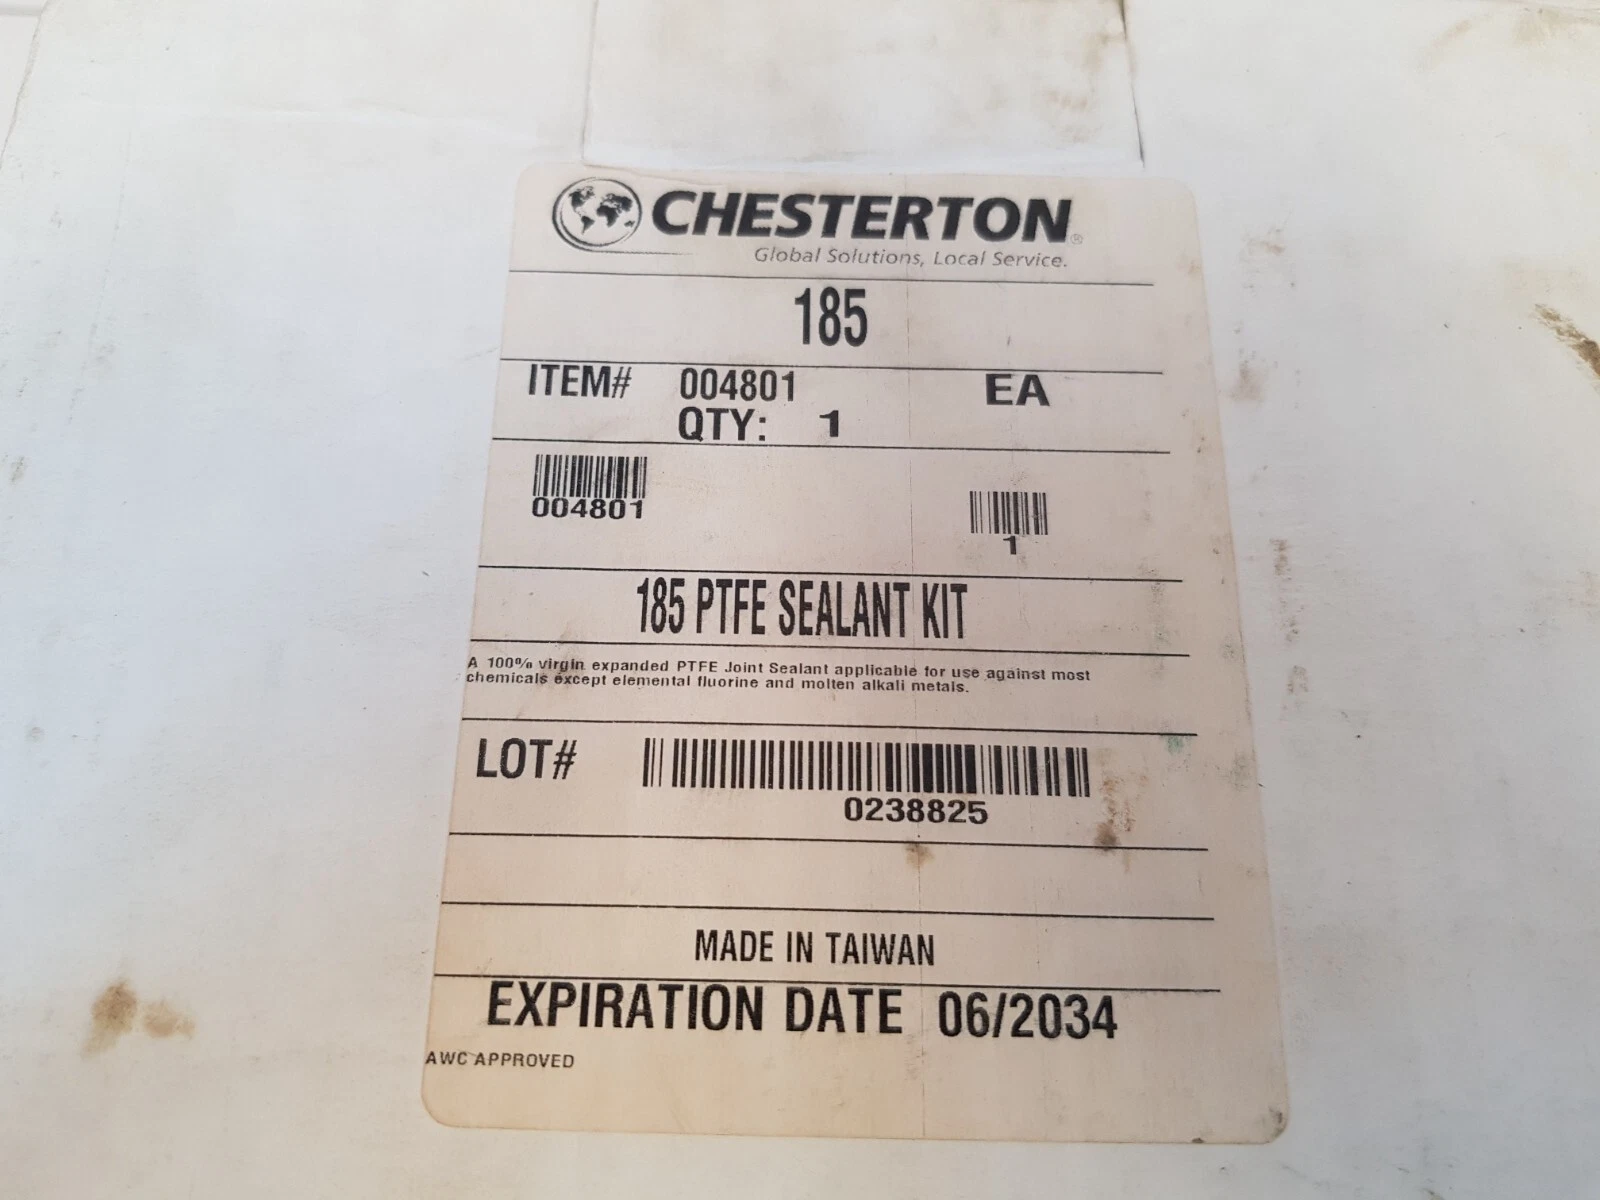 CHESTERTON®
Global Solutions, Local Service.
185
ITEM# 004801 EA
QTY: 1
004801
1
185 PTFE SEALANT KIT
A 100% virgin expanded PTFE Joint Sealant applicable for use against most
chemicals except elemental fluorine and molten alkali metals.
LOT#
0238825
MADE IN TAIWAN
EXPIRATION DATE 06/2034
AWC APPROVED